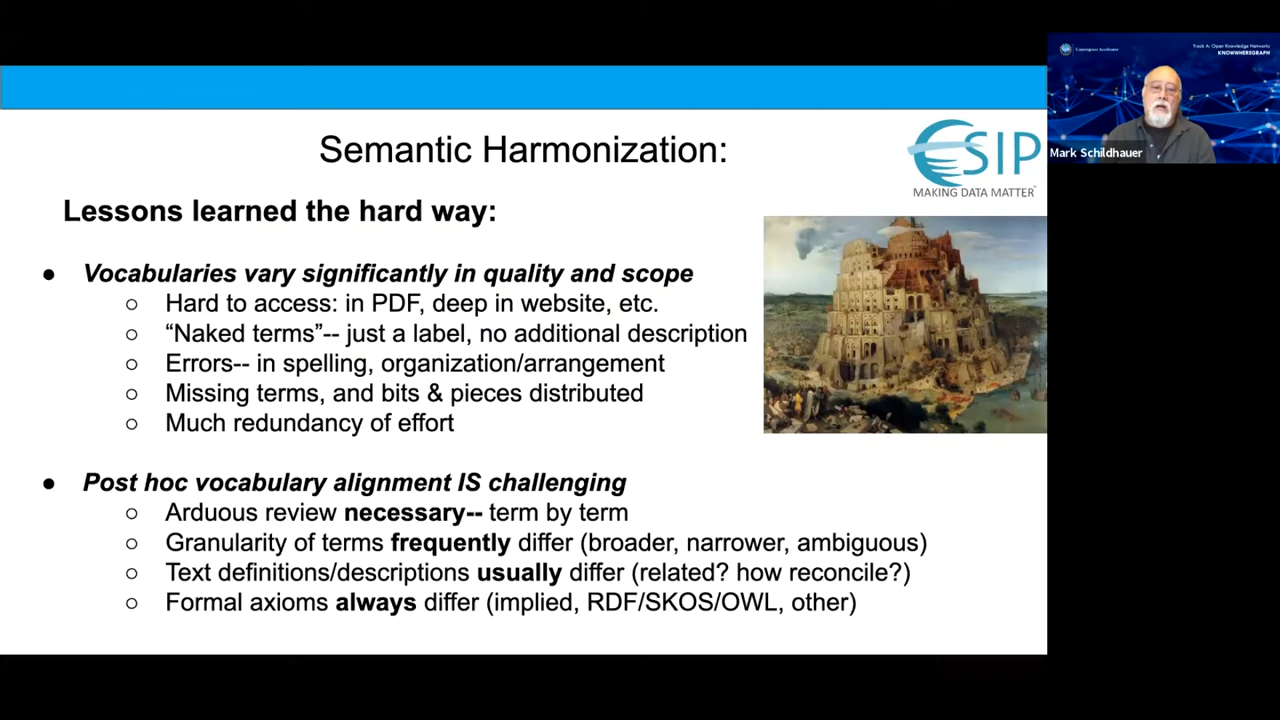 Semantic Harmonization:
ESIP
MAKING DATA MATTER
Lessons learned the hard way:
● Vocabularies vary significantly in quality and scope
○ Hard to access: in PDF, deep in website, etc.
○ “Naked terms”-- just a label, no additional description
○ Errors-- in spelling, organization/arrangement
○ Missing terms, and bits & pieces distributed
○ Much redundancy of effort
● Post hoc vocabulary alignment IS challenging
○ Arduous review necessary-- term by term
○ Granularity of terms frequently differ (broader, narrower, ambiguous)
○ Text definitions/descriptions usually differ (related? how reconcile?)
○ Formal axioms always differ (implied, RDF/SKOS/OWL, other)
Convergence Accelerator
Track A: Open Knowledge Networks
KNOWWHEREGRAPH
Mark Schildhauer